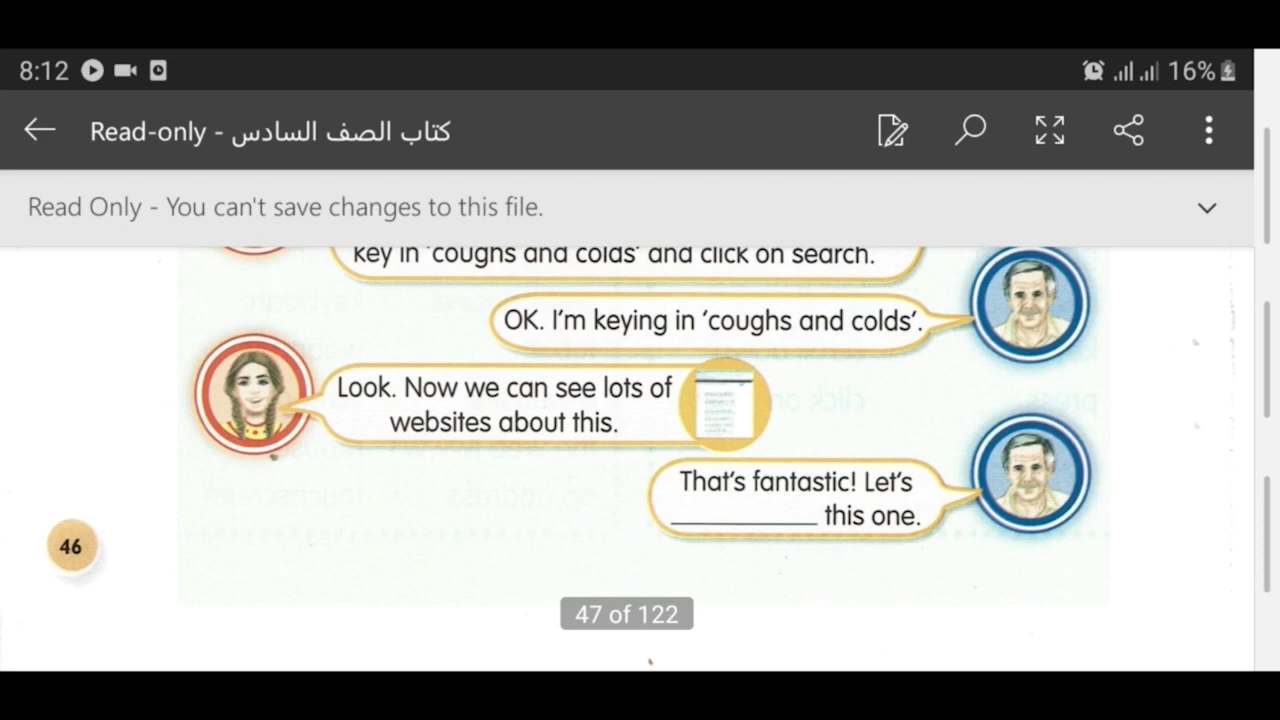 8:12
16%
Read-only - كتاب الصف السادس
Read Only - You can't save changes to this file.
key in 'coughs and colds' and click on search.
OK. I'm keying in 'coughs and colds'.
Look. Now we can see lots of
websites about this.
That's fantastic! Let's
____________ this one.
46
47 of 122